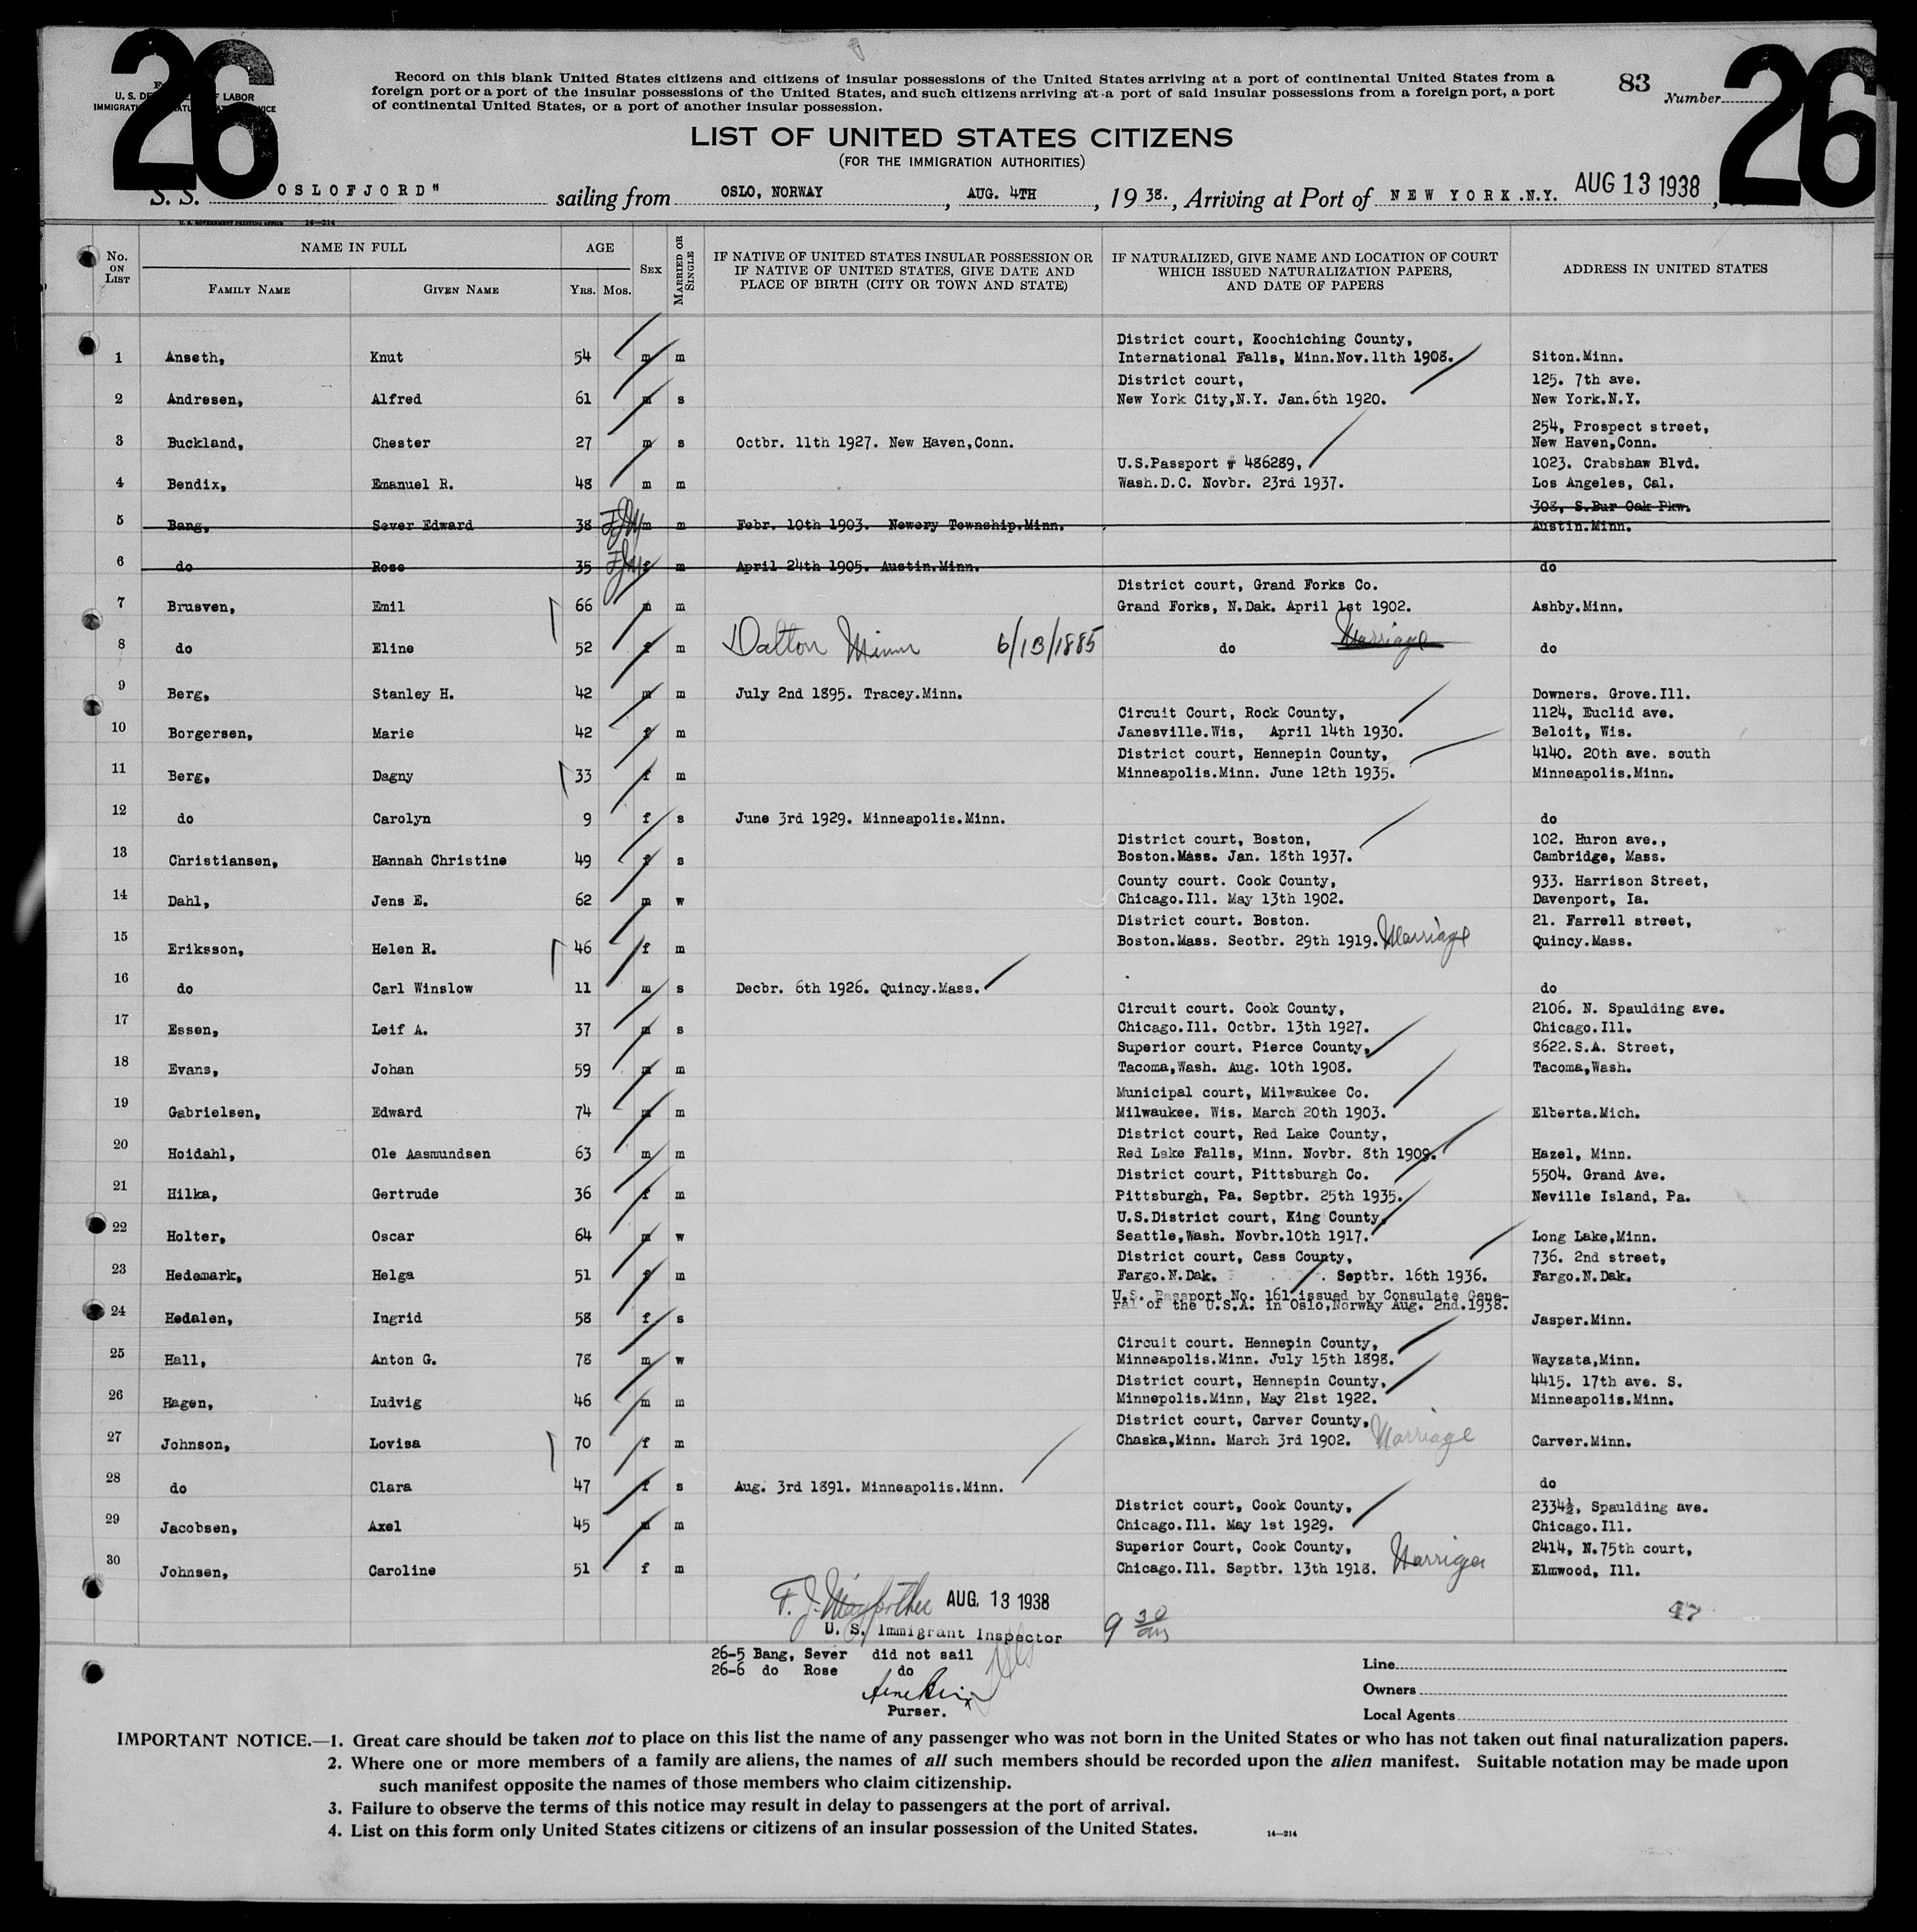 26
26
U. S. DE LABOR
IMMIGRAT
Record on this blank United States citizens and citizens of insular possessions of the United States arriving at a port of continental United States from a
foreign port or a port of the insular possessions of the United States, and such citizens arriving at a port of said insular possessions from a foreign port, a port
of continental United States, or a port of another insular possession.
83
Number
LIST OF UNITED STATES CITIZENS
(FOR THE IMMIGRATION AUTHORITIES)
S. S. OSLOFJORD" sailing from OSLO, NORWAY, AUG. 4TH, 19 38., Arriving at Port of NEW YORK.N.Y. AUG 13 1938,
U. S. GOVERNMENT PRINTING OFFICE 14—214
No. ON LIST
NAME IN FULL
FAMILY NAME GIVEN NAME
AGE
YRS. MOS.
SEX
MARRIED OR SINGLE
IF NATIVE OF UNITED STATES INSULAR POSSESSION OR
IF NATIVE OF UNITED STATES, GIVE DATE AND
PLACE OF BIRTH (CITY OR TOWN AND STATE)
IF NATURALIZED, GIVE NAME AND LOCATION OF COURT
WHICH ISSUED NATURALIZATION PAPERS,
AND DATE OF PAPERS
ADDRESS IN UNITED STATES
District court, Koochiching County,
1 Anseth, Knut 54 m m International Falls, Minn.Nov.11th 1908. Siton.Minn.
District court, 125. 7th ave.
2 Andresen, Alfred 61 m s New York City,N.Y. Jan.6th 1920. New York.N.Y.
254, Prospect street,
3 Buckland, Chester 27 m s Octbr. 11th 1927. New Haven,Conn. New Haven,Conn.
U.S.Passport # 486289, 1023. Crabshaw Blvd.
4 Bendix, Emanuel R. 48 m m Wash.D.C. Novbr. 23rd 1937. Los Angeles, Cal.
308, S.Bur Oak Pkw.
5 Bang, Sever Edward 38 m m Febr. 10th 1903. Newery Township.Minn. Austin.Minn.
6 do Rose 35 f m April 24th 1905. Austin.Minn. do
District court, Grand Forks Co.
7 Brusven, Emil 66 m m Grand Forks, N.Dak. April 1st 1902. Ashby.Minn.
8 do Eline 52 f m Dalton Minn 6/13/1885 do Marriage do
9 Berg, Stanley H. 42 m m July 2nd 1895. Tracey.Minn. Downers. Grove.Ill.
Circuit Court, Rock County, 1124, Euclid ave.
10 Borgersen, Marie 42 f m Janesville.Wis, April 14th 1930. Beloit, Wis.
District court, Hennepin County, 4140. 20th ave. south
11 Berg, Dagny 33 f m Minneapolis.Minn. June 12th 1935. Minneapolis.Minn.
12 do Carolyn 9 f s June 3rd 1929. Minneapolis.Minn. do
District court, Boston, 102. Huron ave.,
13 Christiansen, Hannah Christine 49 f s Boston.Mass. Jan. 18th 1937. Cambridge, Mass.
County court. Cook County, 933. Harrison Street,
14 Dahl, Jens E. 62 m w Chicago.Ill. May 13th 1902. Davenport, Ia.
District court. Boston. 21. Farrell street,
15 Eriksson, Helen R. 46 f m Boston.Mass. Seotbr. 29th 1919. Marriage Quincy.Mass.
16 do Carl Winslow 11 m s Decbr. 6th 1926. Quincy.Mass. do
Circuit court. Cook County, 2106. N. Spaulding ave.
17 Essen, Leif A. 37 m s Chicago.Ill. Octbr. 13th 1927. Chicago.Ill.
Superior court. Pierce County, 8622.S.A. Street,
18 Evans, Johan 59 m m Tacoma,Wash. Aug. 10th 1908. Tacoma,Wash.
Municipal court, Milwaukee Co.
19 Gabrielsen, Edward 74 m m Milwaukee. Wis. March 20th 1903. Elberta.Mich.
District court, Red Lake County,
20 Hoidahl, Ole Aasmundsen 63 m m Red Lake Falls, Minn. Novbr. 8th 1909. Hazel, Minn.
District court, Pittsburgh Co. 5504. Grand Ave.
21 Hilka, Gertrude 36 f m Pittsburgh, Pa. Septbr. 25th 1935. Neville Island, Pa.
U.S.District court, King County,
22 Holter, Oscar 64 m w Seattle,Wash. Novbr.10th 1917. Long Lake,Minn.
District court, Cass County, 736. 2nd street,
23 Hedemark, Helga 51 f m Fargo.N.Dak. Septbr. 16th 1936. Fargo.N.Dak.
U.S. Passport No. 161 issued by Consulate Gene-
ral of the U.S.A. in Oslo,Norway Aug. 2nd.1938.
24 Hedalen, Ingrid 58 f s Jasper.Minn.
Circuit court. Hennepin County,
25 Hall, Anton G. 78 m w Minneapolis.Minn. July 15th 1898. Wayzata,Minn.
District court, Hennepin County, 4415. 17th ave. S.
26 Hagen, Ludvig 46 m m Minnepolis.Minn, May 21st 1922. Minneapolis.Minn.
District court, Carver County,
27 Johnson, Lovisa 70 f m Chaska,Minn. March 3rd 1902. Marriage Carver.Minn.
28 do Clara 47 f s Aug. 3rd 1891. Minneapolis.Minn. do
District court, Cook County, 2334½, Spaulding ave.
29 Jacobsen, Axel 45 m m Chicago.Ill. May 1st 1929. Chicago.Ill.
Superior Court, Cook County, 2414, N.75th court,
30 Johnsen, Caroline 51 f m Chicago.Ill. Septbr. 13th 1918. Marriage Elmwood, Ill.
F. J. AUG. 13 1938
U. S. Immigrant Inspector
9 30 am
47
26-5 Bang, Sever did not sail
26-6 do Rose do
Purser.
Line
Owners
Local Agents
IMPORTANT NOTICE.—1. Great care should be taken not to place on this list the name of any passenger who was not born in the United States or who has not taken out final naturalization papers.
2. Where one or more members of a family are aliens, the names of all such members should be recorded upon the alien manifest. Suitable notation may be made upon
such manifest opposite the names of those members who claim citizenship.
3. Failure to observe the terms of this notice may result in delay to passengers at the port of arrival.
4. List on this form only United States citizens or citizens of an insular possession of the United States.
14—214